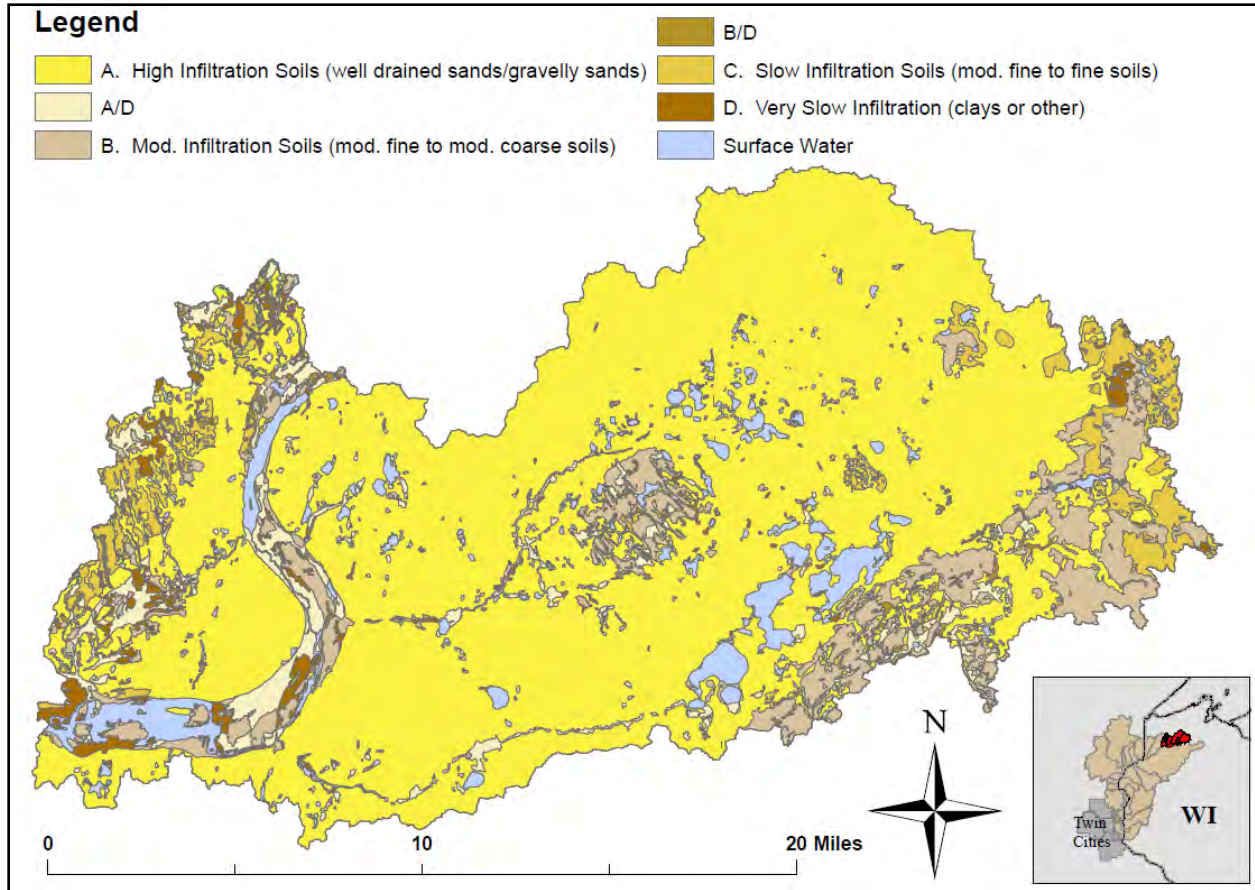 Legend
A. High Infiltration Soils (well drained sands/gravelly sands)
A/D
B. Mod. Infiltration Soils (mod. fine to mod. coarse soils)
B/D
C. Slow Infiltration Soils (mod. fine to fine soils)
D. Very Slow Infiltration (clays or other)
Surface Water
N
0 10 20 Miles
WI
Twin
Cities